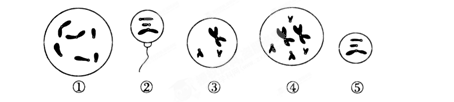 ① ② ③ ④ ⑤